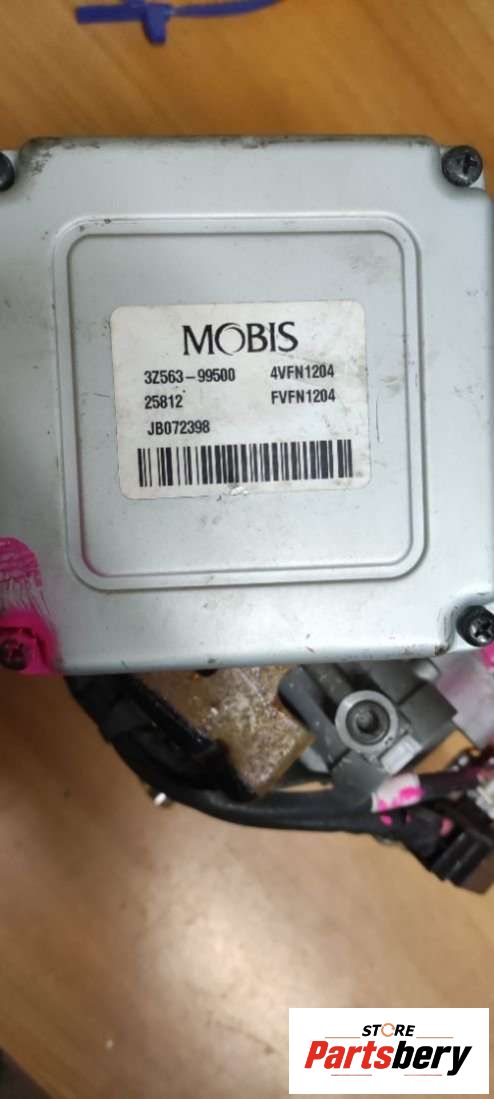 MOBIS
3Z563-99500 4VFN1204
25812 FVFN1204
JB072398
STORE
Partsbery